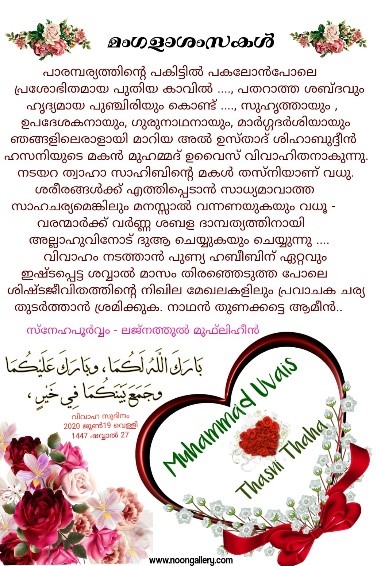 മംഗളാശംസകൾ
പാരമ്പര്യത്തിന്റെ പകിട്ടിൽ പകലോൻപോലെ
പ്രശോഭിതമായ പുതിയ കാവിൽ ...., പതറാത്ത ശബ്ദവും
ഹൃദ്യമായ പുഞ്ചിരിയും കൊണ്ട് ...., സുഹൃത്തായും ,
ഉപദേശകനായും, ഗുരുനാഥനായും, മാർഗ്ഗദർശിയായും
ഞങ്ങളിലെരാളായി മാറിയ അൽ ഉസ്താദ് ശിഹാബുദ്ദീൻ
ഹസനിയുടെ മകൻ മുഹമ്മദ് ഉവൈസ് വിവാഹിതനാകുന്നു.
നടയറ ത്വാഹാ സാഹിബിന്റെ മകൾ തസ്നിയാണ് വധു.
ശരീരങ്ങൾക്ക് എത്തിപ്പെടാൻ സാധ്യമാവാത്ത
സാഹചര്യമെങ്കിലും മനസ്സാൽ വന്നണയുകയും വധൂ -
വരന്മാർക്ക് വർണ്ണ ശബള ദാമ്പത്യത്തിനായി
അല്ലാഹുവിനോട് ദുആ ചെയ്യുകയും ചെയ്യുന്നു ....
വിവാഹം നടത്താൻ പുണ്യ ഹബീബിന് ഏറ്റവും
ഇഷ്ടപ്പെട്ട ശവ്വാൽ മാസം തിരഞ്ഞെടുത്ത പോലെ
ശിഷ്ടജീവിതത്തിന്റെ നിഖില മേഖലകളിലും പ്രവാചക ചര്യ
തുടർത്താൻ ശ്രമിക്കുക. നാഥൻ തുണക്കട്ടെ ആമീൻ..
സ്നേഹപൂർവ്വം - ലജ്നത്തുൽ മുഫ്ലിഹീൻ
بَارَكَ اللهُ لَكُمَا، وَبَارَكَ عَلَيْكُمَا
وَجَمَعَ بَيْنَكُمَا فِي خَيْرٍ،
വിവാഹ സുദിനം
2020 ജൂൺ19 വെള്ളി
1447 ഷവ്വാൽ 27
Muhammad Uvais
Thasni Thaha
www.noongallery.com